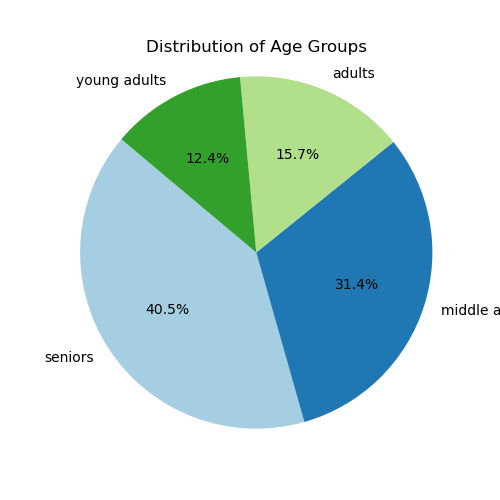 Distribution of Age Groups
adults
young adults
12.4%
15.7%
31.4%
40.5%
middle a
seniors